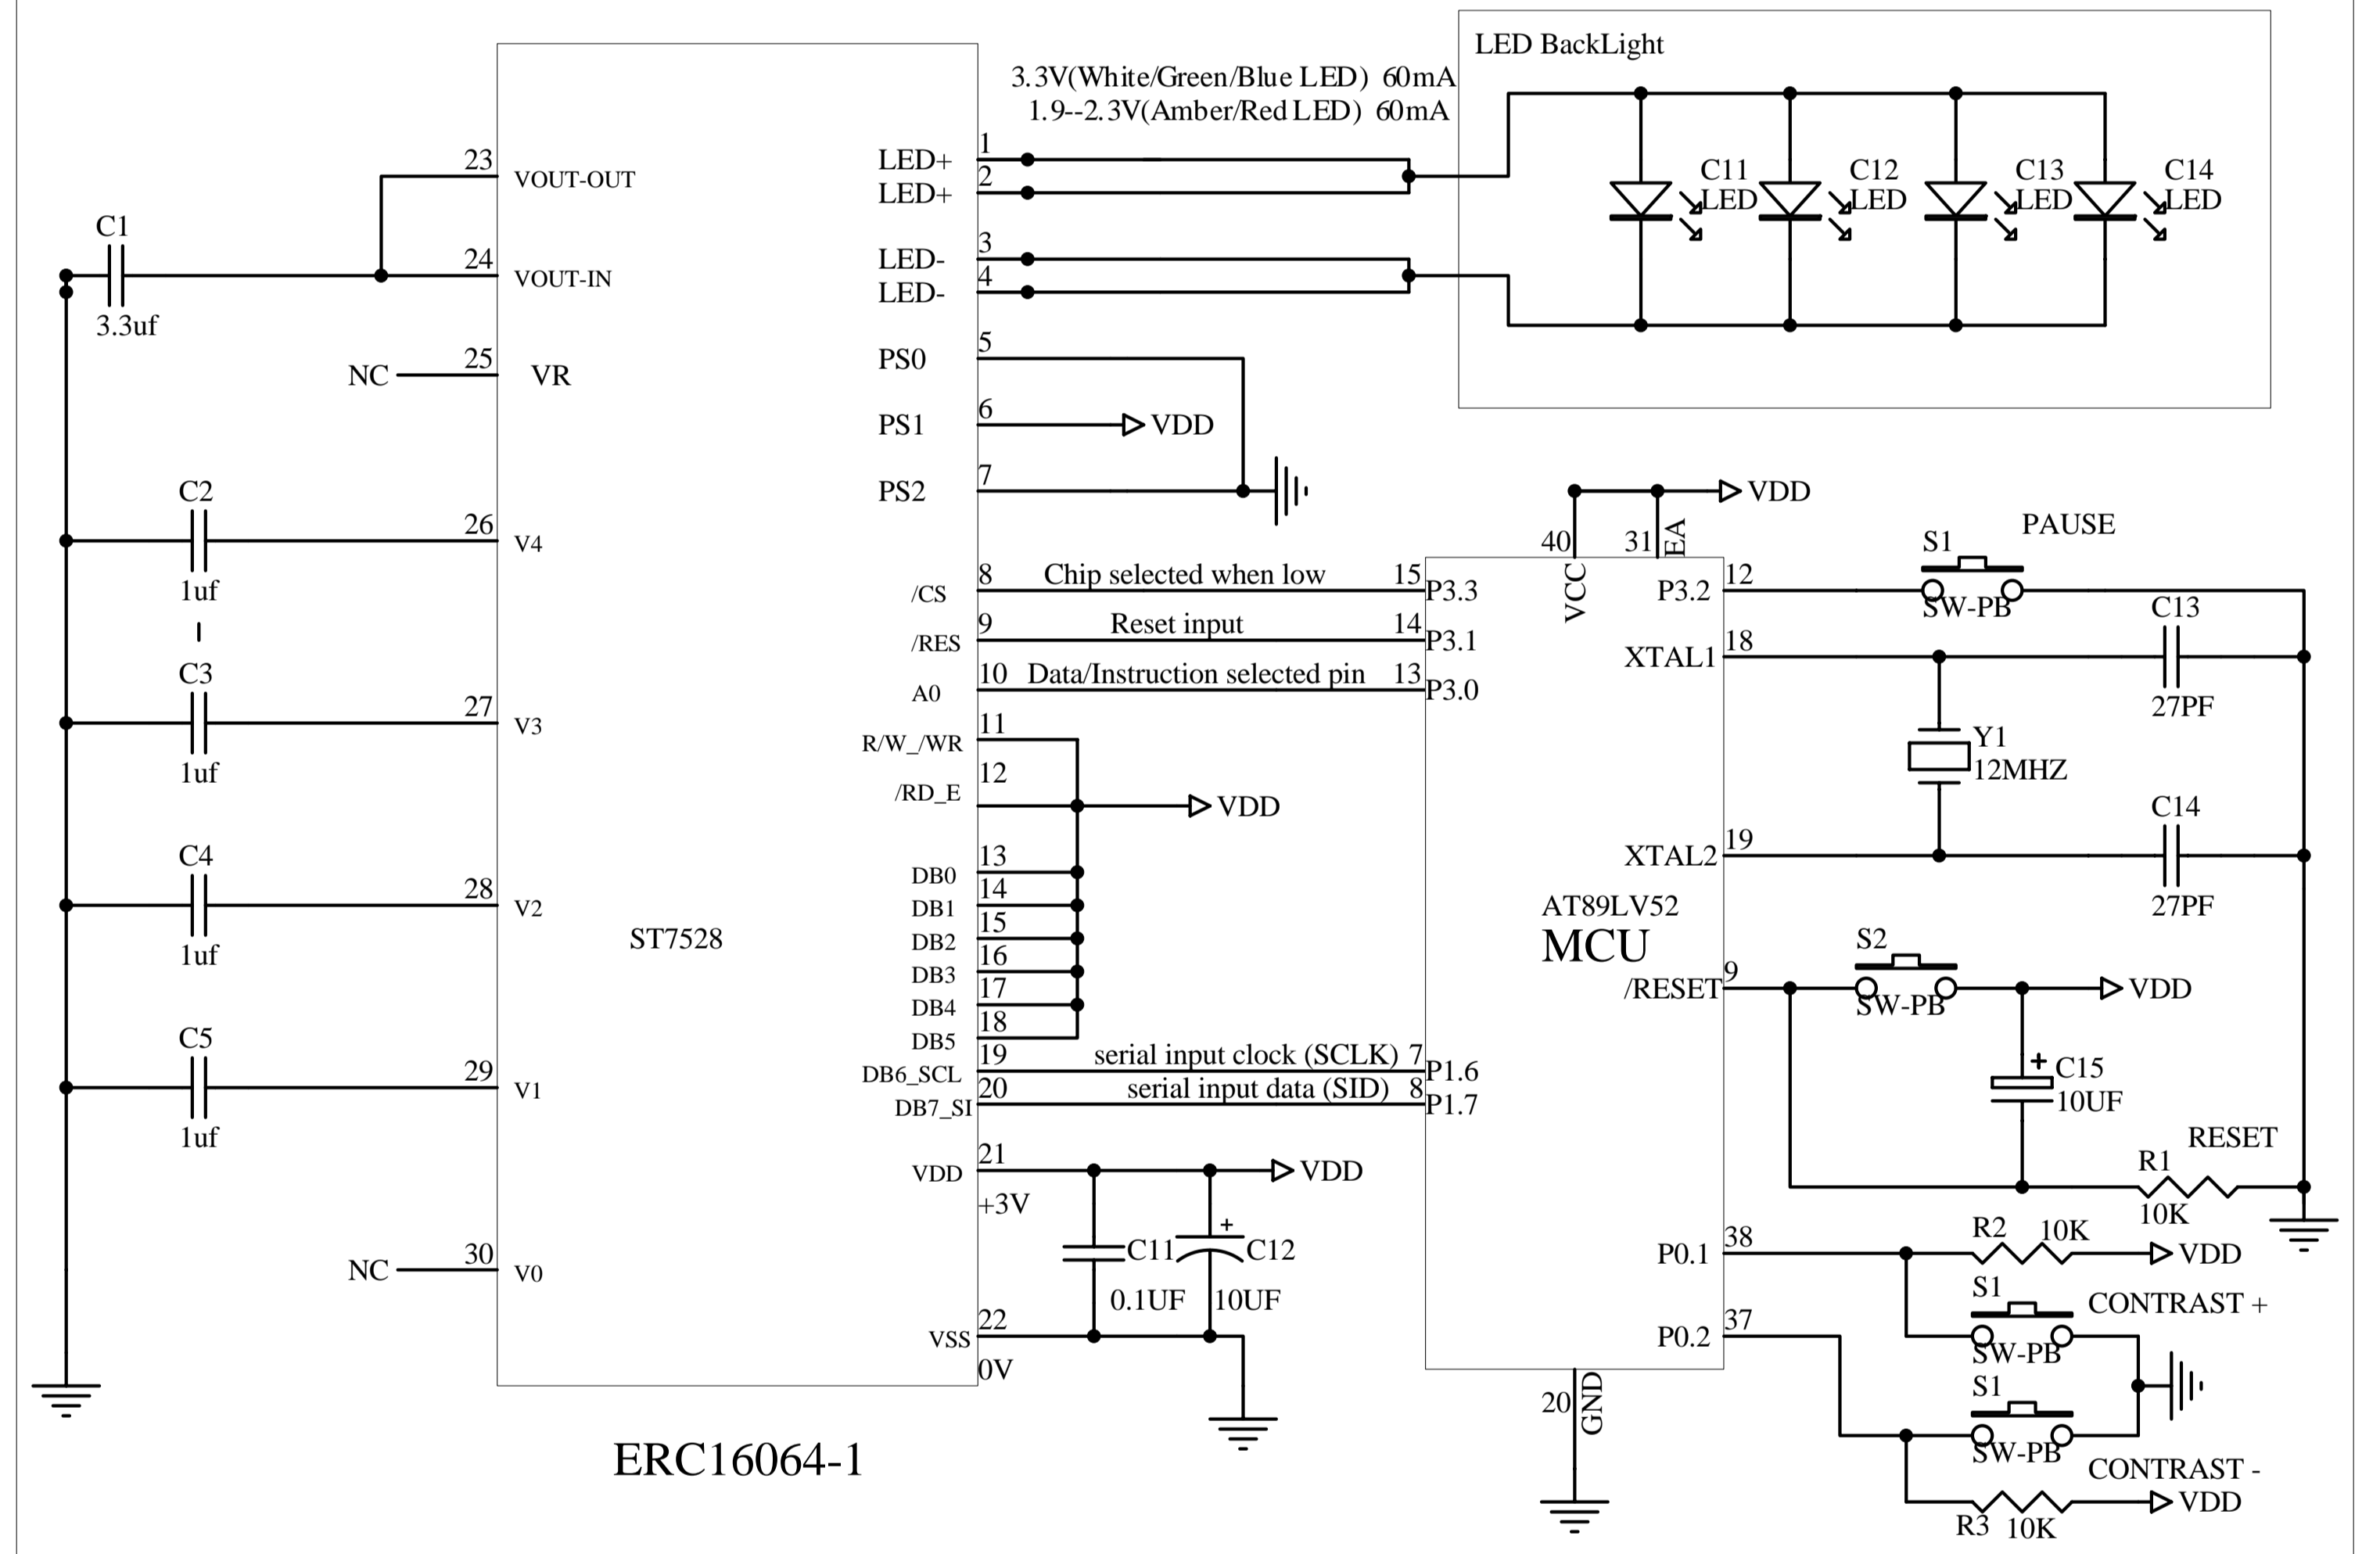 LED BackLight
3.3V(White/Green/Blue LED) 60mA
1.9--2.3V(Amber/Red LED) 60mA
C11
LED
C12
LED
C13
LED
C14
LED
23
VOUT-OUT
24
VOUT-IN
C1
3.3uf
NC
25
VR
C2
1uf
26
V4
C3
1uf
27
V3
C4
1uf
28
V2
C5
1uf
29
V1
NC
30
V0
ST7528
ERC16064-1
LED+
1
LED+
2
LED-
3
LED-
4
PS0
5
PS1
6
VDD
PS2
7
/CS
8
Chip selected when low
15
P3.3
/RES
9
Reset input
14
P3.1
A0
10
Data/Instruction selected pin
13
P3.0
R/W_/WR
11
/RD_E
12
VDD
DB0
13
DB1
14
DB2
15
DB3
16
DB4
17
DB5
18
DB6_SCL
19
serial input clock (SCLK)
7
P1.6
DB7_SI
20
serial input data (SID)
8
P1.7
VDD
21
+3V
VDD
C11
0.1UF
+
C12
10UF
VSS
22
0V
40
VCC
31
EA
VDD
P3.2
12
S1
SW-PB
PAUSE
XTAL1
18
C13
27PF
Y1
12MHZ
XTAL2
19
C14
27PF
AT89LV52
MCU
/RESET
9
S2
SW-PB
VDD
+
C15
10UF
RESET
R1
10K
P0.1
38
R2
10K
VDD
S1
SW-PB
CONTRAST +
P0.2
37
S1
SW-PB
CONTRAST -
VDD
R3
10K
20
GND